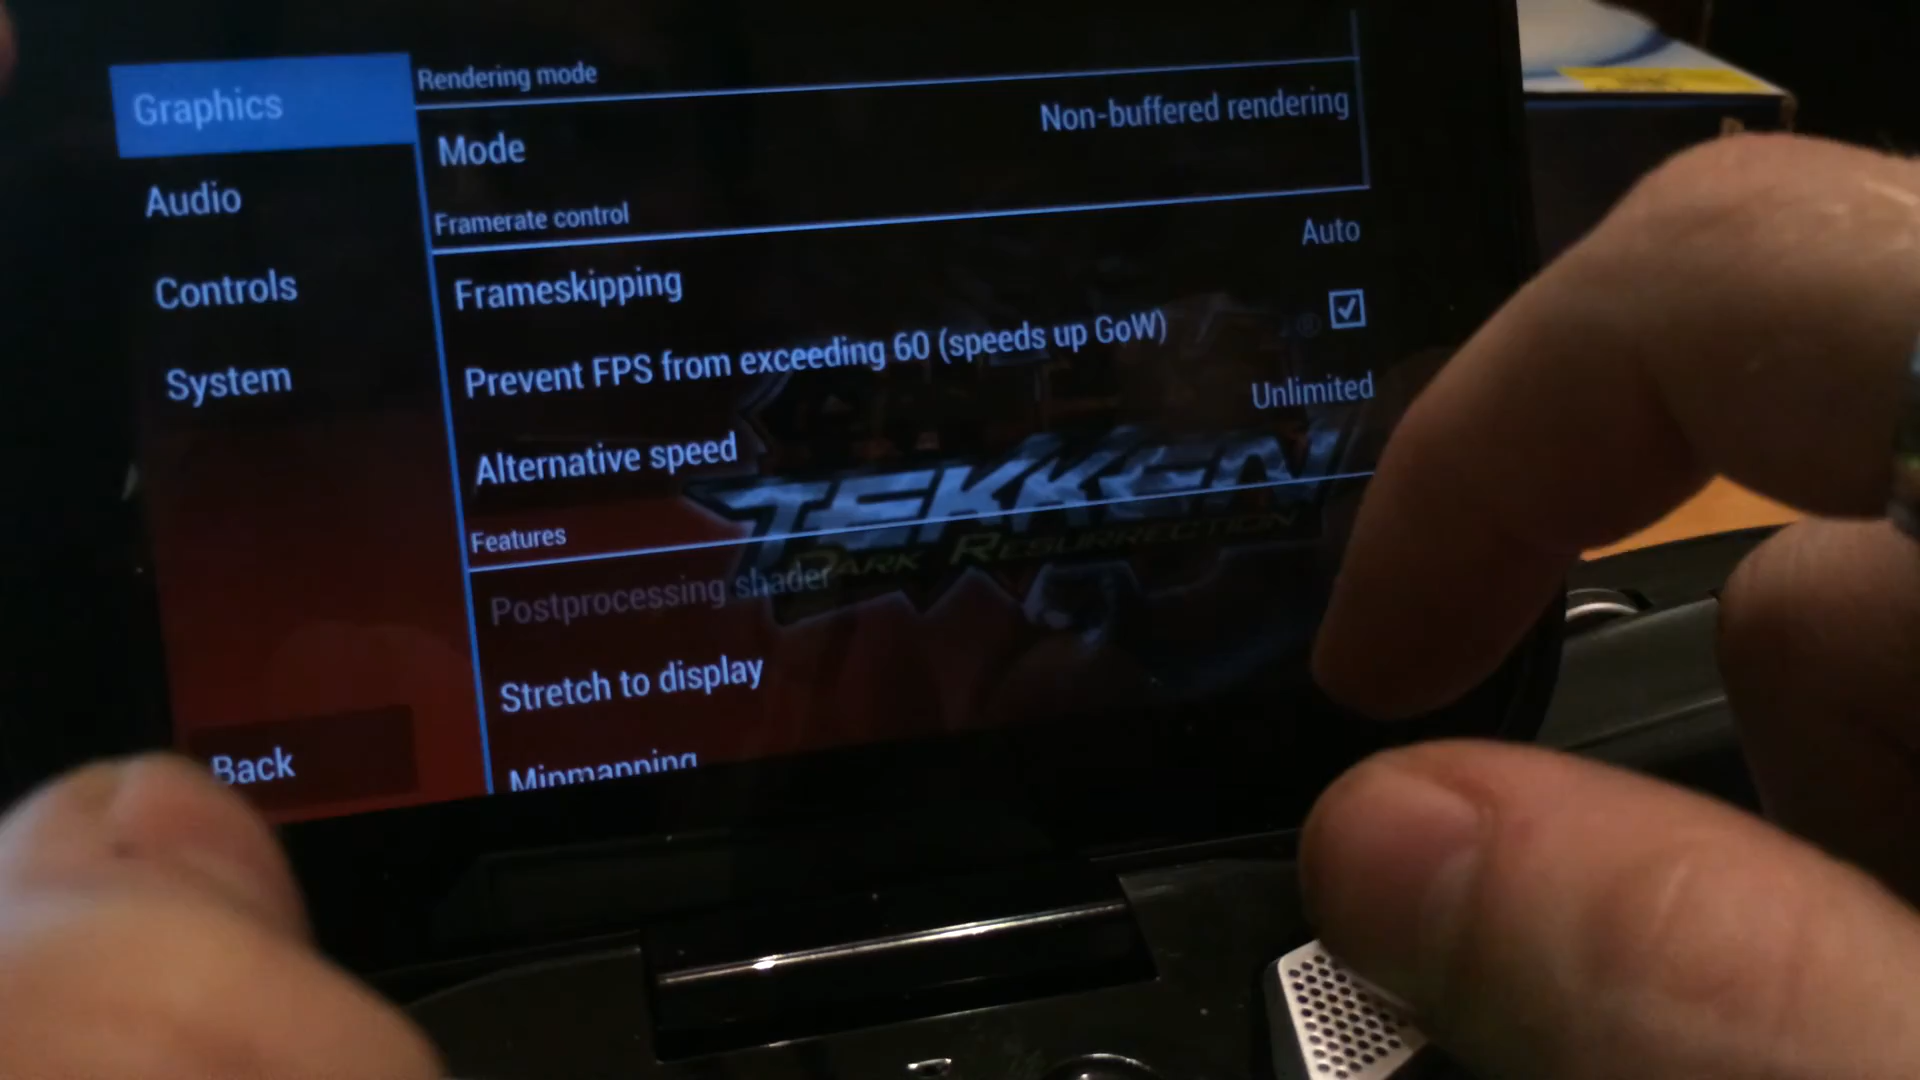 Graphics
Audio
Controls
System
Back
Rendering mode
Mode
Non-buffered rendering
Framerate control
Frameskipping
Auto
Prevent FPS from exceeding 60 (speeds up GoW)
Alternative speed
Unlimited
Features
Postprocessing shader
Stretch to display
Mipmapping
TEKKEN
DARK RESURRECTION
®